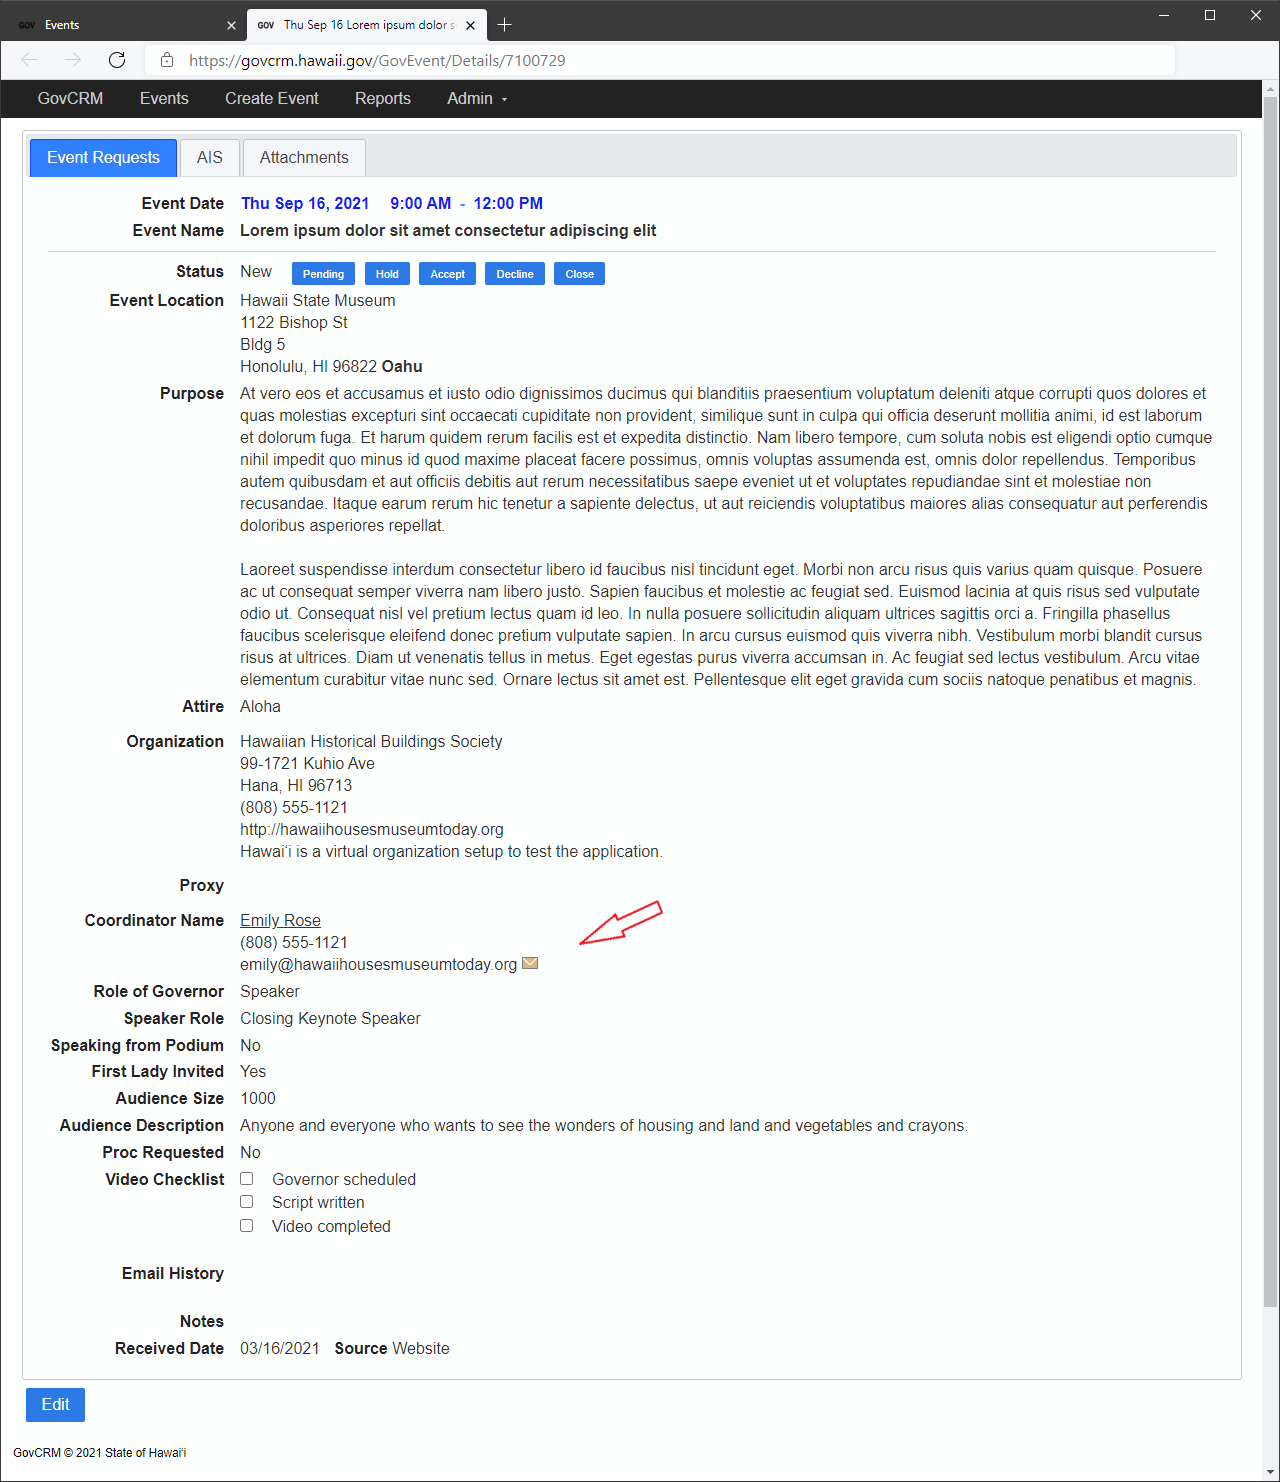 GOV Events
GOV Thu Sep 16 Lorem ipsum dolor s
https://govcrm.hawaii.gov/GovEvent/Details/7100729
GovCRM Events Create Event Reports Admin
Event Requests AIS Attachments
Event Date Thu Sep 16, 2021 9:00 AM - 12:00 PM
Event Name Lorem ipsum dolor sit amet consectetur adipiscing elit
Status New Pending Hold Accept Decline Close
Event Location Hawaii State Museum
1122 Bishop St
Bldg 5
Honolulu, HI 96822 Oahu
Purpose At vero eos et accusamus et iusto odio dignissimos ducimus qui blanditiis praesentium voluptatum deleniti atque corrupti quos dolores et
quas molestias excepturi sint occaecati cupiditate non provident, similique sunt in culpa qui officia deserunt mollitia animi, id est laborum
et dolorum fuga. Et harum quidem rerum facilis est et expedita distinctio. Nam libero tempore, cum soluta nobis est eligendi optio cumque
nihil impedit quo minus id quod maxime placeat facere possimus, omnis voluptas assumenda est, omnis dolor repellendus. Temporibus
autem quibusdam et aut officiis debitis aut rerum necessitatibus saepe eveniet ut et voluptates repudiandae sint et molestiae non
recusandae. Itaque earum rerum hic tenetur a sapiente delectus, ut aut reiciendis voluptatibus maiores alias consequatur aut perferendis
doloribus asperiores repellat.
Laoreet suspendisse interdum consectetur libero id faucibus nisl tincidunt eget. Morbi non arcu risus quis varius quam quisque. Posuere
ac ut consequat semper viverra nam libero justo. Sapien faucibus et molestie ac feugiat sed. Euismod lacinia at quis risus sed vulputate
odio ut. Consequat nisl vel pretium lectus quam id leo. In nulla posuere sollicitudin aliquam ultrices sagittis orci a. Fringilla phasellus
faucibus scelerisque eleifend donec pretium vulputate sapien. In arcu cursus euismod quis viverra nibh. Vestibulum morbi blandit cursus
risus at ultrices. Diam ut venenatis tellus in metus. Eget egestas purus viverra accumsan in. Ac feugiat sed lectus vestibulum. Arcu vitae
elementum curabitur vitae nunc sed. Ornare lectus sit amet est. Pellentesque elit eget gravida cum sociis natoque penatibus et magnis.
Attire Aloha
Organization Hawaiian Historical Buildings Society
99-1721 Kuhio Ave
Hana, HI 96713
(808) 555-1121
http://hawaiihousesmuseumtoday.org
Hawai‘i is a virtual organization setup to test the application.
Proxy
Coordinator Name Emily Rose
(808) 555-1121
emily@hawaiihousesmuseumtoday.org
Role of Governor Speaker
Speaker Role Closing Keynote Speaker
Speaking from Podium No
First Lady Invited Yes
Audience Size 1000
Audience Description Anyone and everyone who wants to see the wonders of housing and land and vegetables and crayons.
Proc Requested No
Video Checklist Governor scheduled
Script written
Video completed
Email History
Notes
Received Date 03/16/2021 Source Website
Edit
GovCRM © 2021 State of Hawai‘i